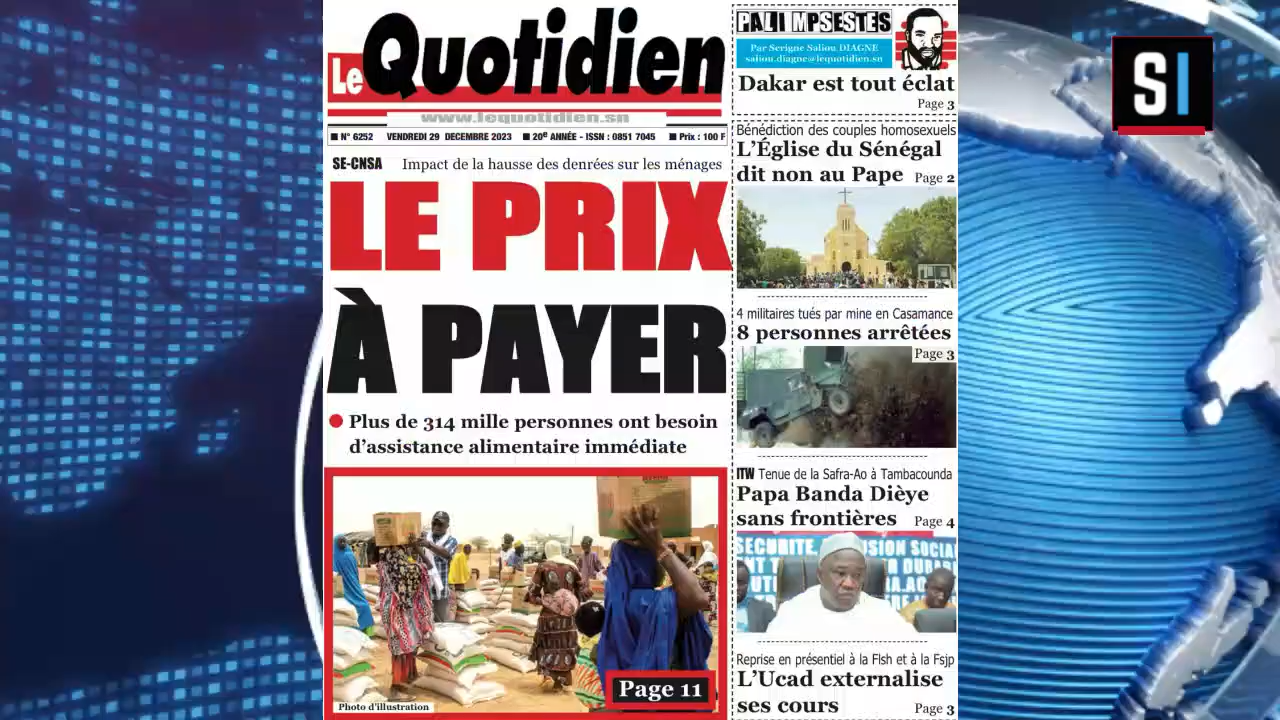 Le Quotidien
www.lequotidien.sn
N° 6252 VENDREDI 29 DECEMBRE 2023 20e ANNÉE - ISSN : 0851 7045 Prix : 100 F
SE-CNSA Impact de la hausse des denrées sur les ménages
LE PRIX
À PAYER
Plus de 314 mille personnes ont besoin
d'assistance alimentaire immédiate
Photo d'illustration
Page 11
PALIMPSESTES
Par Serigne Saliou DIAGNE
saliou.diagne@lequotidien.sn
Dakar est tout éclat
Page 3
Bénédiction des couples homosexuels
L'Église du Sénégal
dit non au Pape Page 2
4 militaires tués par mine en Casamance
8 personnes arrêtées
Page 3
ITW Tenue de la Safra-Ao à Tambacounda
Papa Banda Dièye
sans frontières Page 4
Reprise en présentiel à la Flsh et à la Fsjp
L'Ucad externalise
ses cours Page 3
SI